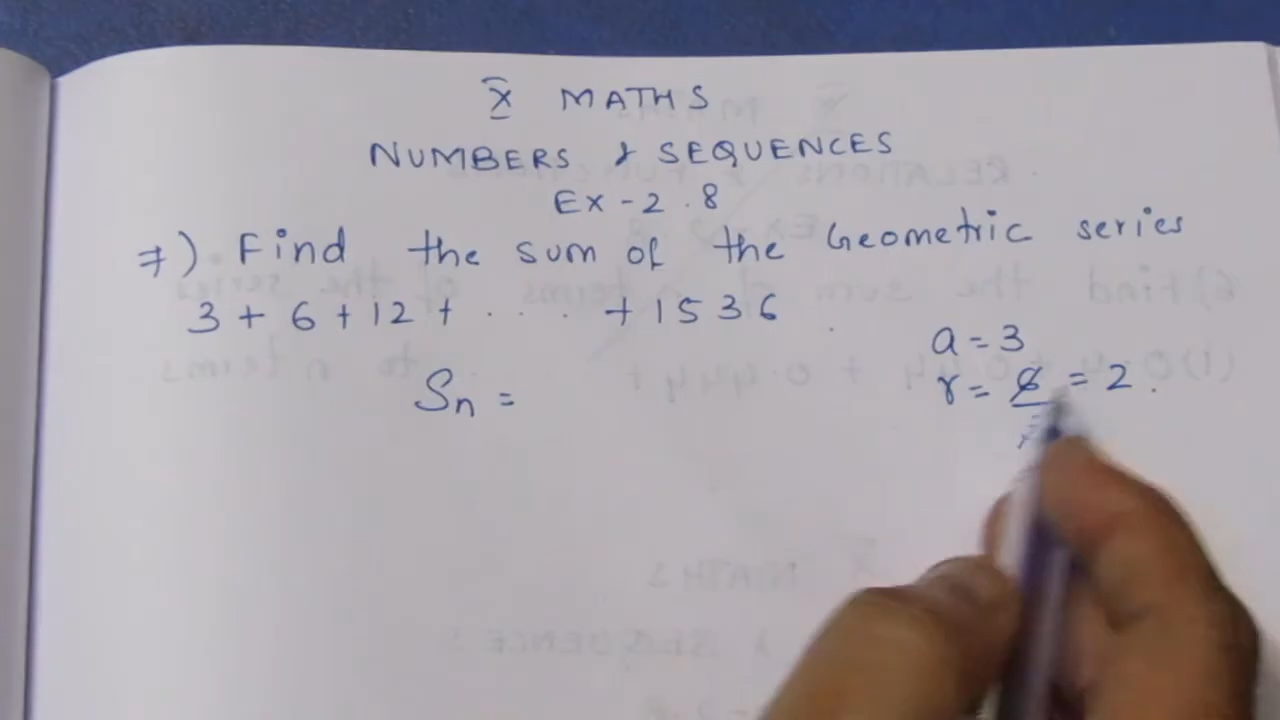 X MATHS
NUMBERS & SEQUENCES
Ex - 2.8
7) Find the sum of the Geometric series
3 + 6 + 12 + .... + 1536
a = 3
Sn =
r = 6 = 2.